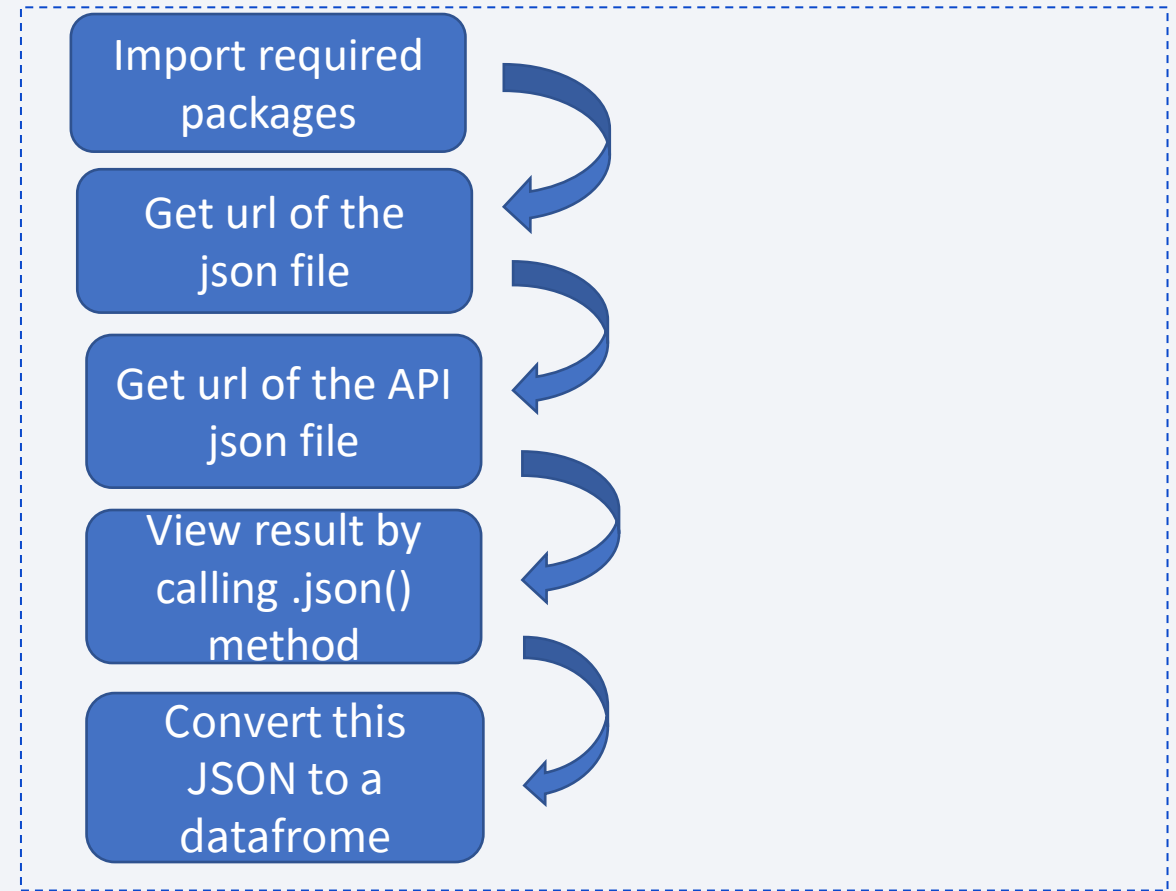 Import required
packages
Get url of the
json file
Get url of the API
json file
View result by
calling .json()
method
Convert this
JSON to a
datafrome